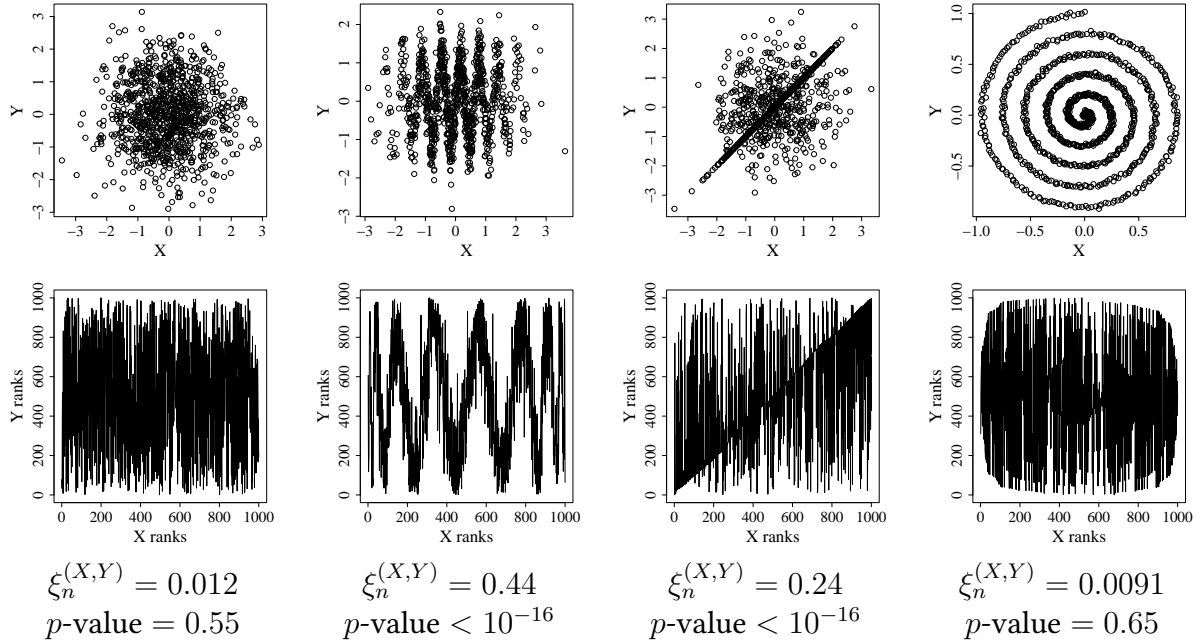 Y
3
2
1
0
−1
−2
−3
−3 −2 −1 0 1 2 3
X
Y
3
2
1
0
−1
−2
−3
−3 −2 −1 0 1 2 3
X
Y
3
2
1
0
−1
−2
−3
−3 −2 −1 0 1 2 3
X
Y
1.0
0.5
0.0
−0.5
−1.0 −0.5 0.0 0.5
X
Y ranks
1000
800
600
400
200
0
0 200 400 600 800 1000
X ranks
Y ranks
1000
800
600
400
200
0
0 200 400 600 800 1000
X ranks
Y ranks
1000
800
600
400
200
0
0 200 400 600 800 1000
X ranks
Y ranks
1000
800
600
400
200
0
0 200 400 600 800 1000
X ranks
ξₙ^(X,Y) = 0.012
p-value = 0.55
ξₙ^(X,Y) = 0.44
p-value < 10⁻¹⁶
ξₙ^(X,Y) = 0.24
p-value < 10⁻¹⁶
ξₙ^(X,Y) = 0.0091
p-value = 0.65